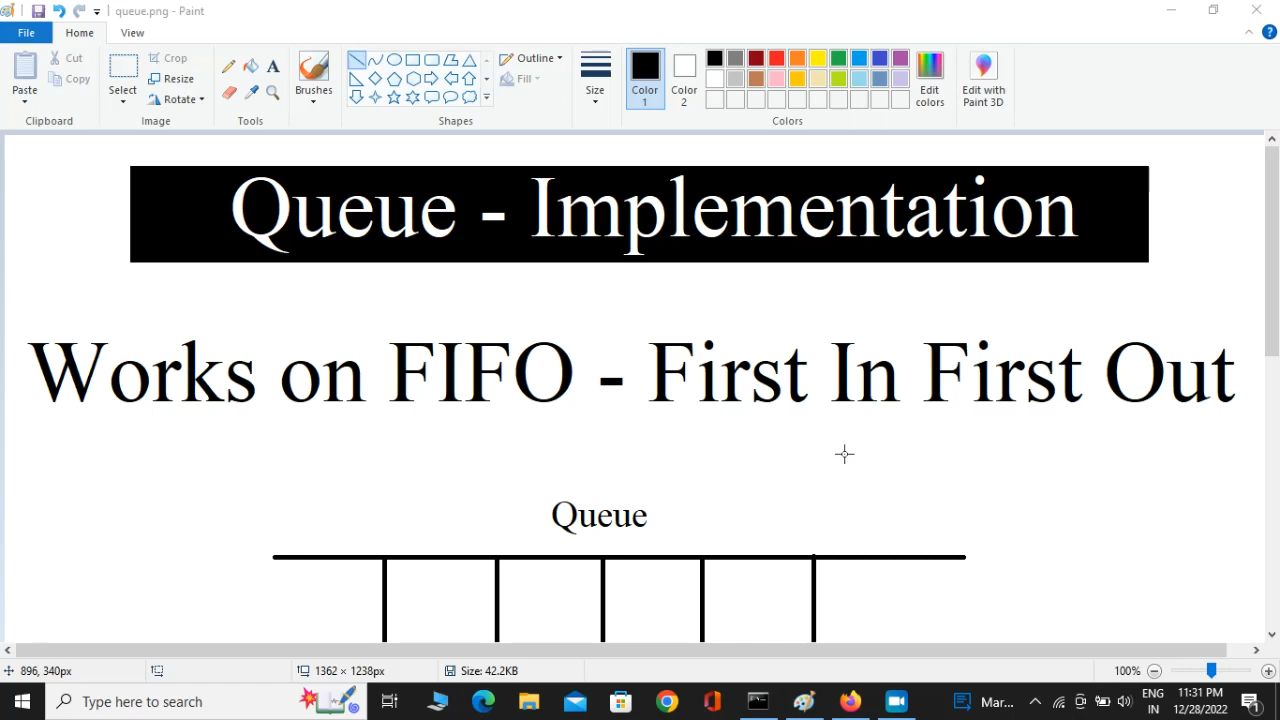 queue.png - Paint
File Home View
Paste Cut Copy Clipboard
Select Crop Resize Rotate Image
A Tools
Brushes
Shapes Outline Fill
Size
Color 1 Color 2 Colors Edit colors
Edit with Paint 3D
Queue - Implementation
Works on FIFO - First In First Out
Queue
896, 340px 1362 × 1238px Size: 42.2KB 100%
Type here to search Mar... ENG IN 11:31 PM 12/28/2022 1